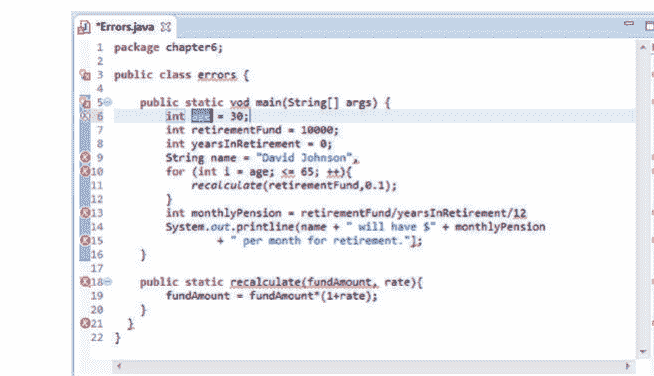 *Errors.java
1 package chapter6;
2
3 public class errors {
4
5 public static vod main(String[] args) {
6 int age = 30;
7 int retirementFund = 10000;
8 int yearsInRetirement = 0;
9 String name = "David Johnson",
10 for (int i = age; <= 65; ++){
11 recalculate(retirementFund,0.1);
12 }
13 int monthlyPension = retirementFund/yearsInRetirement/12
14 System.out.printline(name + " will have $" + monthlyPension
15 + " per month for retirement."];
16 }
17
18 public static recalculate(fundAmount, rate){
19 fundAmount = fundAmount*(1+rate);
20 }
21 }
22 }